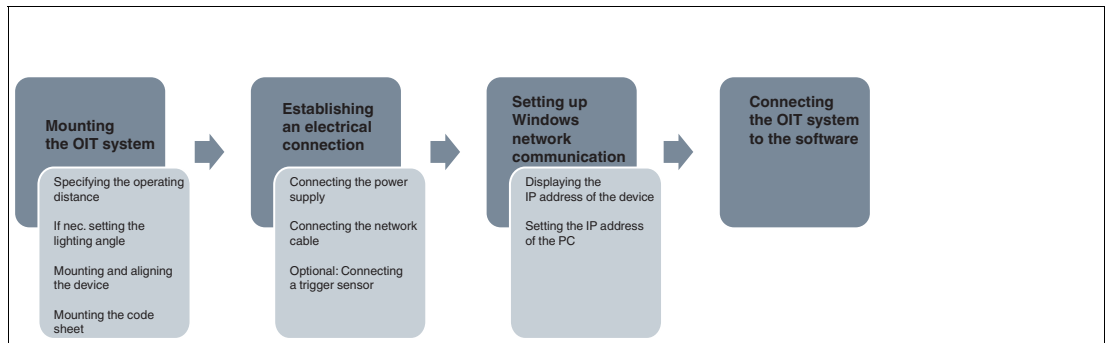 Mounting
the OIT system
Specifying the operating
distance
If nec. setting the
lighting angle
Mounting and aligning
the device
Mounting the code
sheet
Establishing
an electrical
connection
Connecting the power
supply
Connecting the network
cable
Optional: Connecting
a trigger sensor
Setting up
Windows
network
communication
Displaying the
IP address of the device
Setting the IP address
of the PC
Connecting
the OIT system
to the software